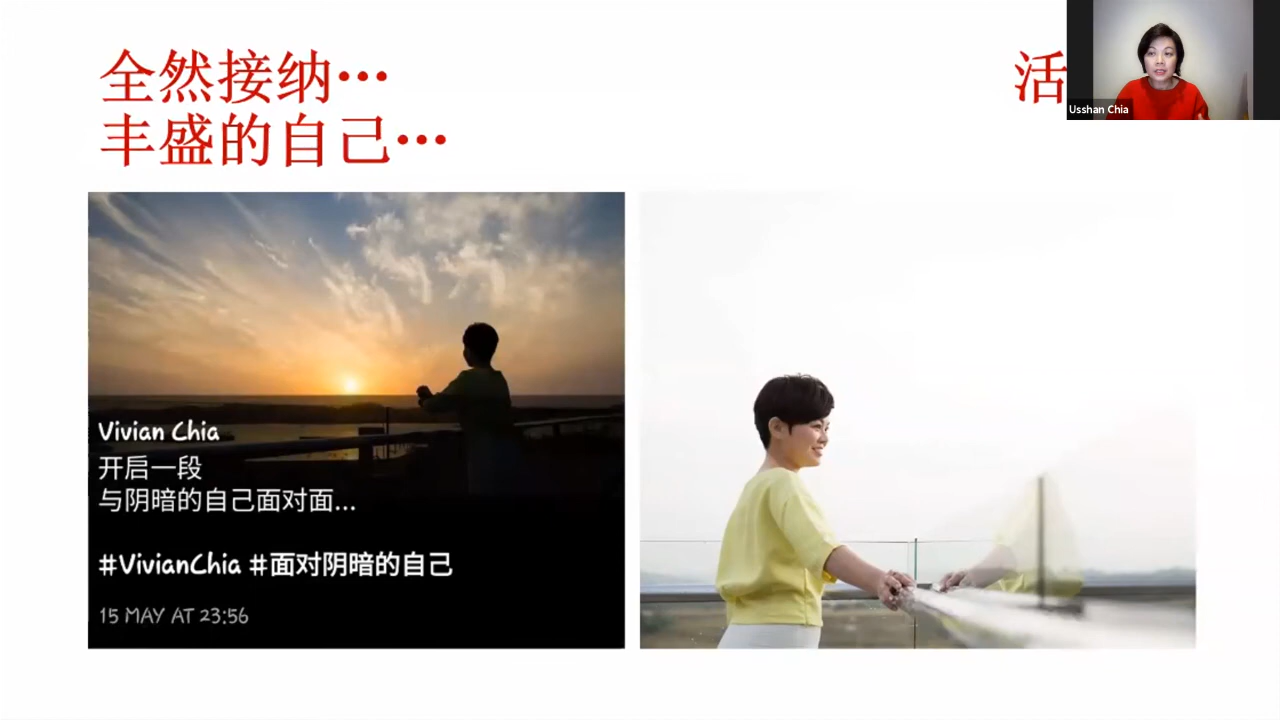 全然接纳…
丰盛的自己…
活
Usshan Chia
Vivian Chia
开启一段
与阴暗的自己面对面...
#VivianChia #面对阴暗的自己
15 MAY AT 23:56